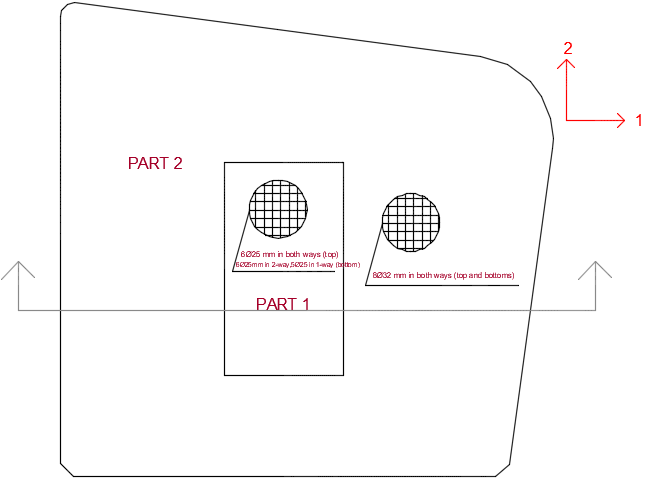 2
1
PART 2
6Ø25 mm in both ways (top)
6Ø25mm in 2-way,5Ø25 in 1-way (bottom)
8Ø32 mm in both ways (top and bottoms)
PART 1